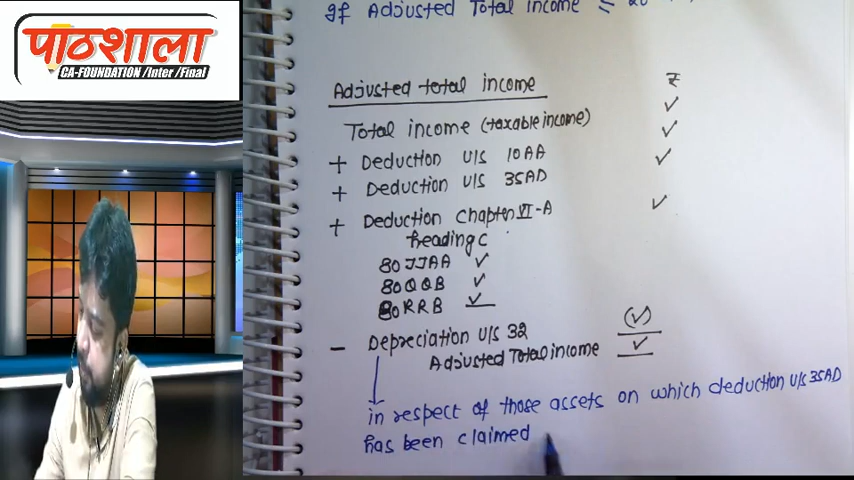 If Adjusted Total Income
पाठशाला
CA-FOUNDATION /Inter /Final
Adjusted total income ₹
Total income (taxable income) ✓
+ Deduction U/s 10AA ✓
+ Deduction U/s 35AD ✓
+ Deduction Chapter VI-A ✓
heading C
80JJAA ✓
80QQB ✓
80RRB ✓
- Depreciation U/s 32 (✓)
Adjusted Total income ✓
in respect of those assets on which deduction U/s 35AD
has been claimed